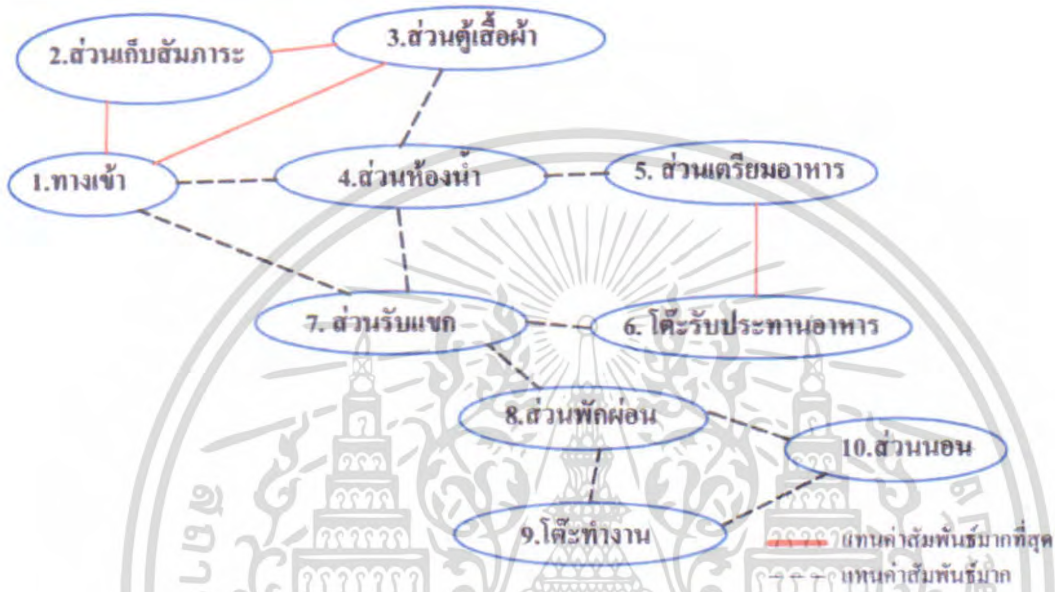 2.ส่วนเก็บสัมภาระ
3.ส่วนตู้เสื้อผ้า
1.ทางเข้า
4.ส่วนห้องน้ำ
5. ส่วนเตรียมอาหาร
7. ส่วนรับแขก
6. โต๊ะรับประทานอาหาร
8.ส่วนพักผ่อน
10.ส่วนนอน
9.โต๊ะทำงาน
แทนค่าสัมพันธ์มากที่สุด
แทนค่าสัมพันธ์มาก